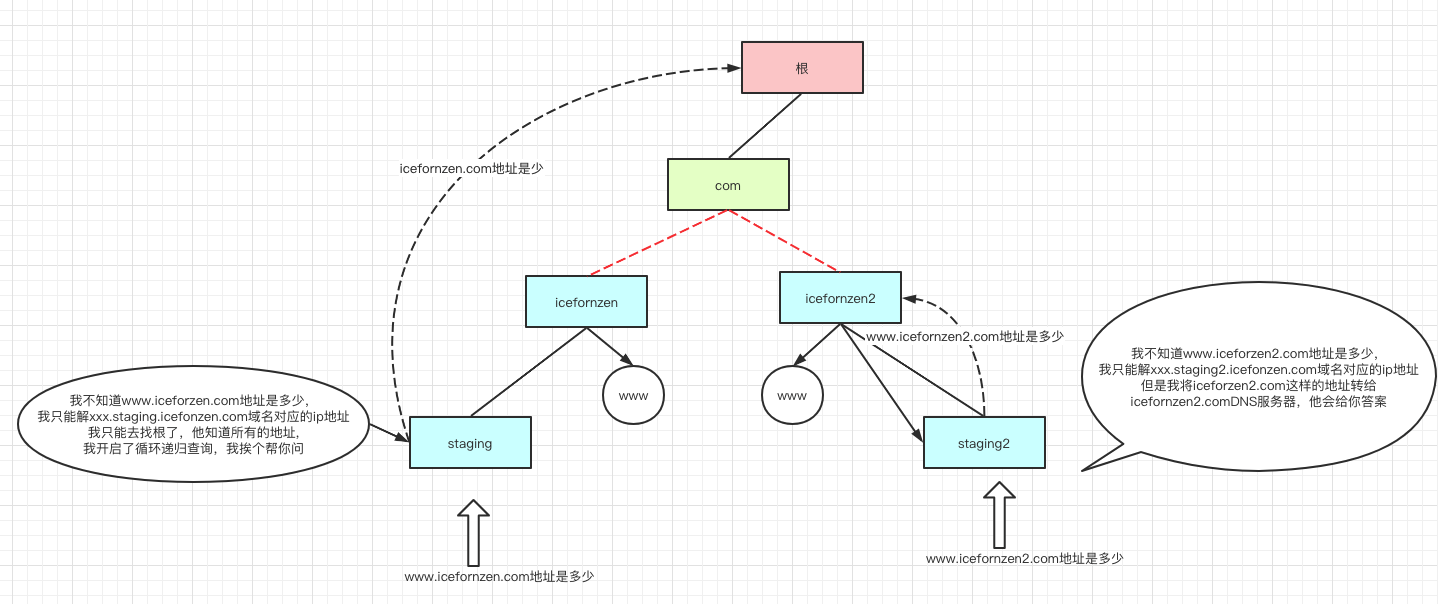 根
icefornzen.com地址是少
com
icefornzen
icefornzen2
www.icefornzen2.com地址是多少
www
www
我不知道www.iceforzen.com地址是多少，
我只能解xxx.staging.icefonzen.com域名对应的ip地址
我只能去找根了，他知道所有的地址，
我开启了循环递归查询，我挨个帮你问
我不知道www.iceforzen2.com地址是多少，
我只能解xxx.staging2.icefonzen.com域名对应的ip地址
但是我将iceforzen2.com这样的地址转给
icefornzen2.comDNS服务器，他会给你答案
staging
staging2
www.icefornzen.com地址是多少
www.icefornzen2.com地址是多少